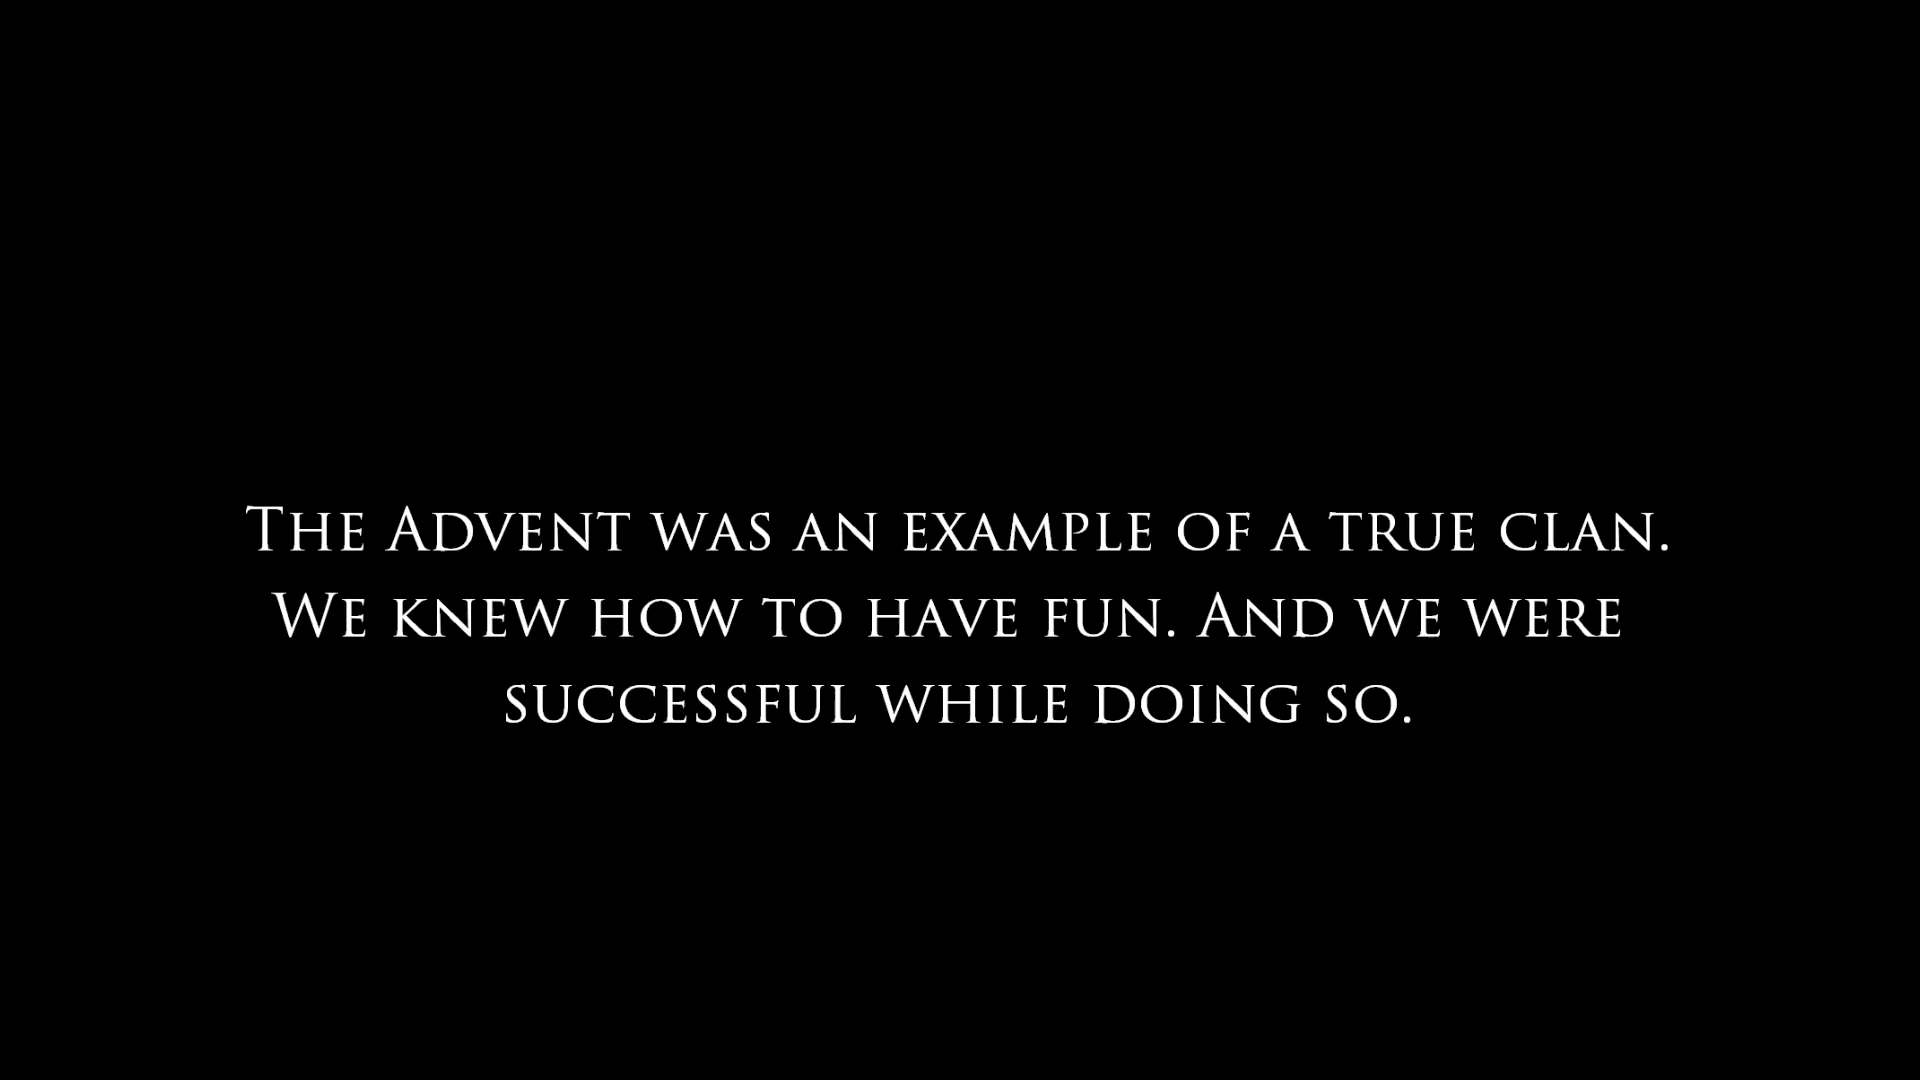 The Advent was an example of a true clan.
We knew how to have fun. And we were
successful while doing so.